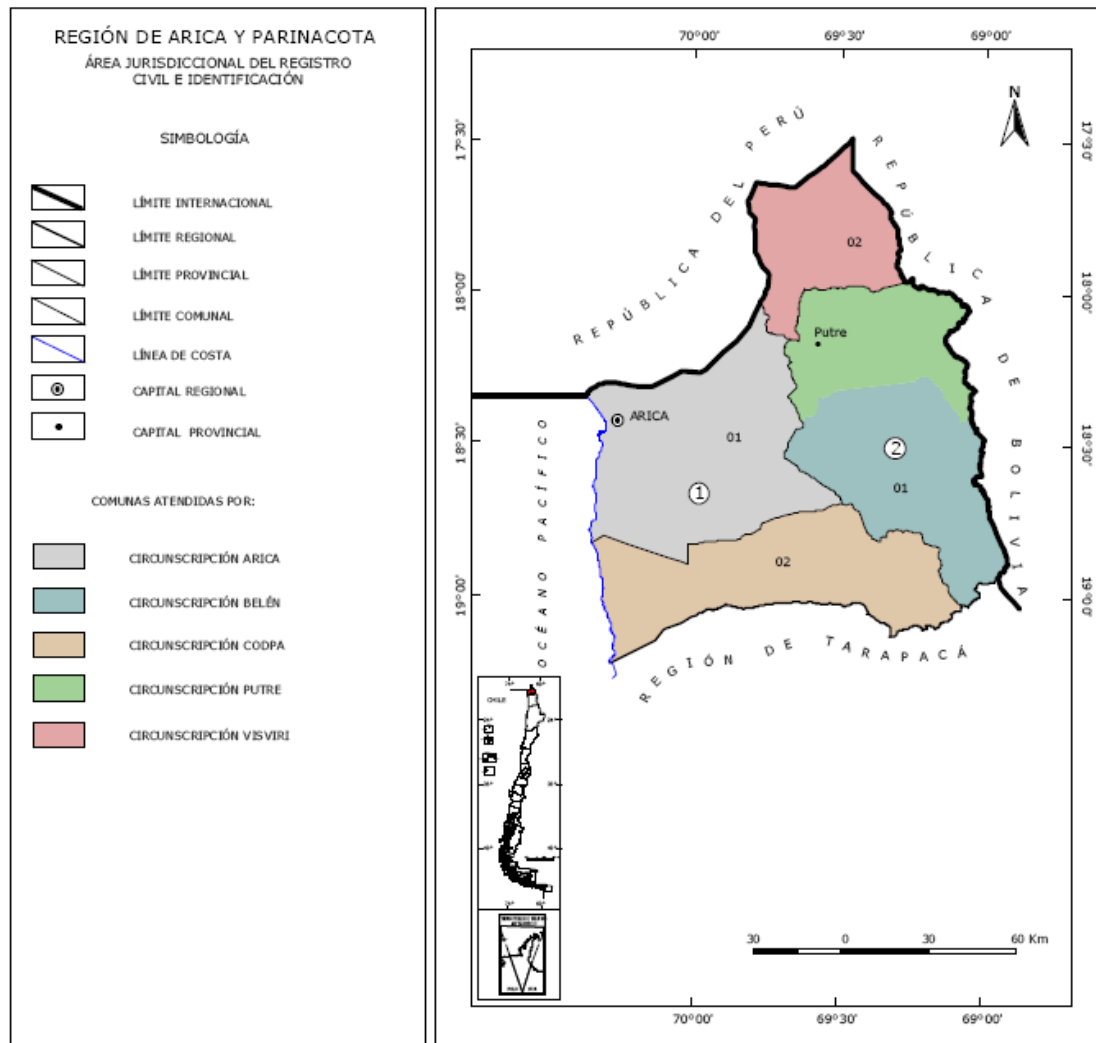 REGIÓN DE ARICA Y PARINACOTA
ÁREA JURISDICCIONAL DEL REGISTRO
CIVIL E IDENTIFICACIÓN
SIMBOLOGÍA
LÍMITE INTERNACIONAL
LÍMITE REGIONAL
LÍMITE PROVINCIAL
LÍMITE COMUNAL
LÍNEA DE COSTA
CAPITAL REGIONAL
CAPITAL PROVINCIAL
COMUNAS ATENDIDAS POR:
CIRCUNSCRIPCIÓN ARICA
CIRCUNSCRIPCIÓN BELÉN
CIRCUNSCRIPCIÓN CODPA
CIRCUNSCRIPCIÓN PUTRE
CIRCUNSCRIPCIÓN VISVIRI
70°00' 69°30' 69°00'
N
17°30' 17°30'
REPÚBLICA DEL PERÚ
REPÚBLICA DE BOLIVIA
02
18°00' 18°00'
Putre
ARICA
01
18°30' 18°30'
2
1
01
OCÉANO PACÍFICO
02
19°00' 19°00'
REGIÓN DE TARAPACÁ
CHILE
30 0 30 60 Km
70°00' 69°30' 69°00'